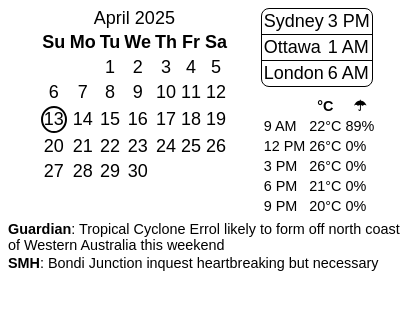 April 2025
Su Mo Tu We Th Fr Sa
1 2 3 4 5
6 7 8 9 10 11 12
13 14 15 16 17 18 19
20 21 22 23 24 25 26
27 28 29 30
Sydney 3 PM
Ottawa 1 AM
London 6 AM
°C ☂
9 AM 22°C 89%
12 PM 26°C 0%
3 PM 26°C 0%
6 PM 21°C 0%
9 PM 20°C 0%
Guardian: Tropical Cyclone Errol likely to form off north coast
of Western Australia this weekend
SMH: Bondi Junction inquest heartbreaking but necessary